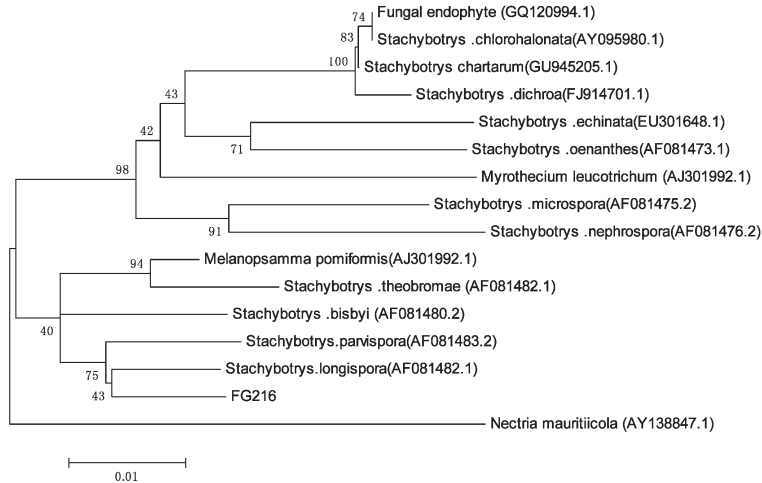 74
Fungal endophyte (GQ120994.1)
83
Stachybotrys .chlorohalonata(AY095980.1)
100
Stachybotrys chartarum(GU945205.1)
Stachybotrys .dichroa(FJ914701.1)
43
Stachybotrys .echinata(EU301648.1)
42
71
Stachybotrys .oenanthes(AF081473.1)
98
Myrothecium leucotrichum (AJ301992.1)
Stachybotrys .microspora(AF081475.2)
91
Stachybotrys .nephrospora(AF081476.2)
94
Melanopsamma pomiformis(AJ301992.1)
Stachybotrys .theobromae (AF081482.1)
Stachybotrys .bisbyi (AF081480.2)
40
Stachybotrys.parvispora(AF081483.2)
75
Stachybotrys.longispora(AF081482.1)
43
FG216
Nectria mauritiicola (AY138847.1)
0.01